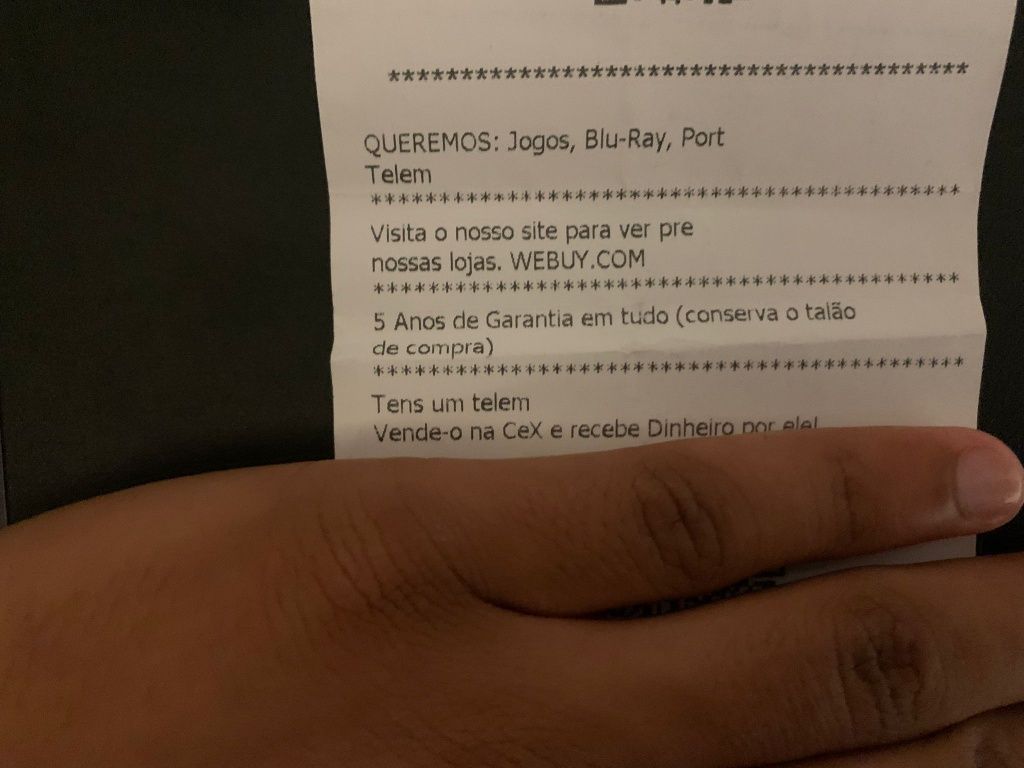 ****************************************
QUEREMOS: Jogos, Blu-Ray, Port
Telem
********************************************
Visita o nosso site para ver pre
nossas lojas. WEBUY.COM
********************************************
5 Anos de Garantia em tudo (conserva o talão
de compra)
********************************************
Tens um telem
Vende-o na CeX e recebe Dinheiro por ele!